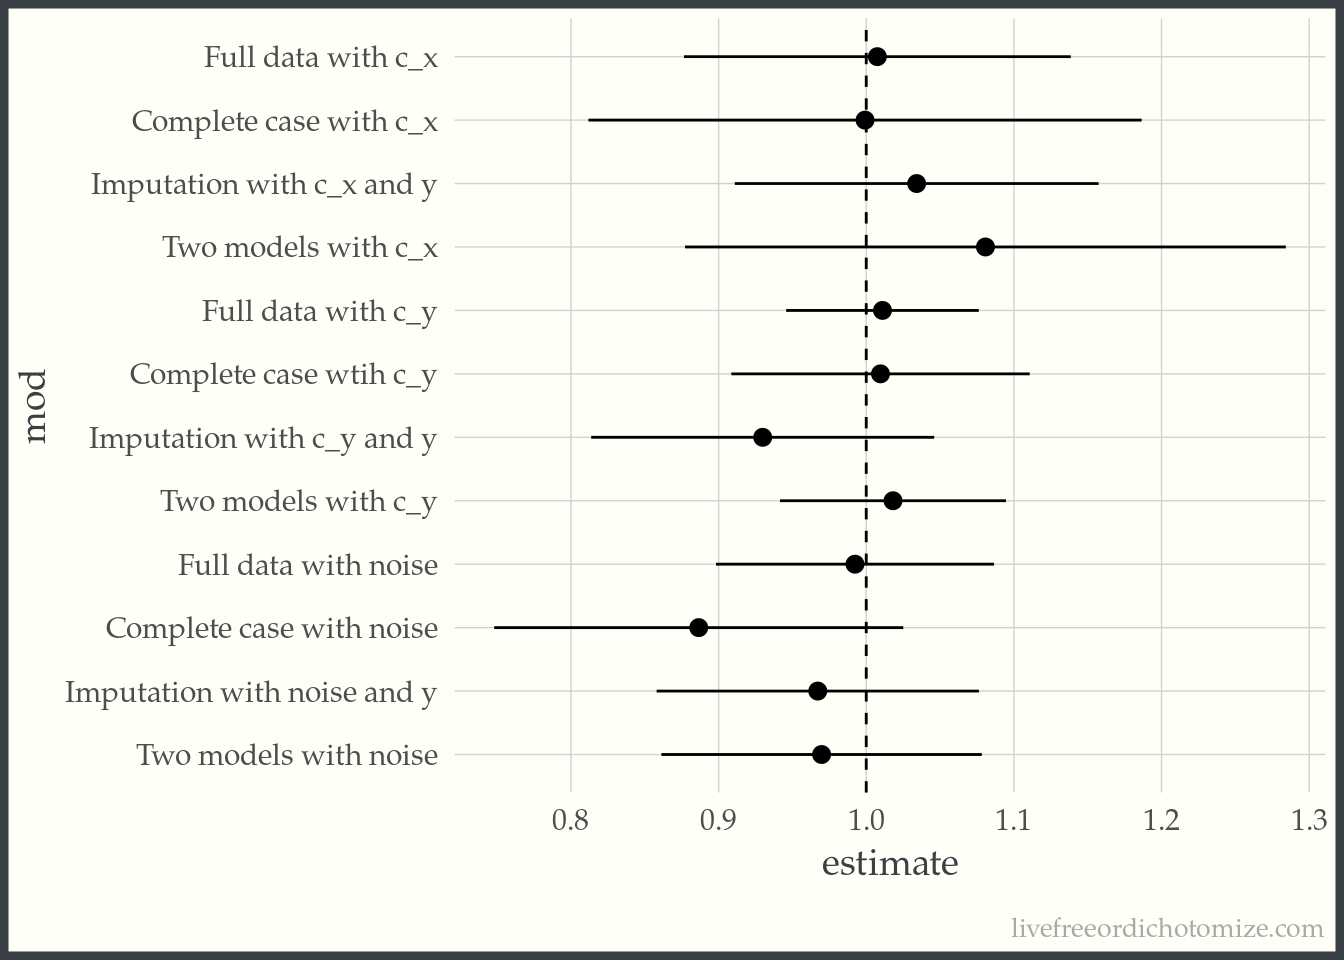 Full data with c_x
Complete case with c_x
Imputation with c_x and y
Two models with c_x
Full data with c_y
Complete case wtih c_y
Imputation with c_y and y
Two models with c_y
Full data with noise
Complete case with noise
Imputation with noise and y
Two models with noise
mod
0.8 0.9 1.0 1.1 1.2 1.3
estimate
livefreeordichotomize.com